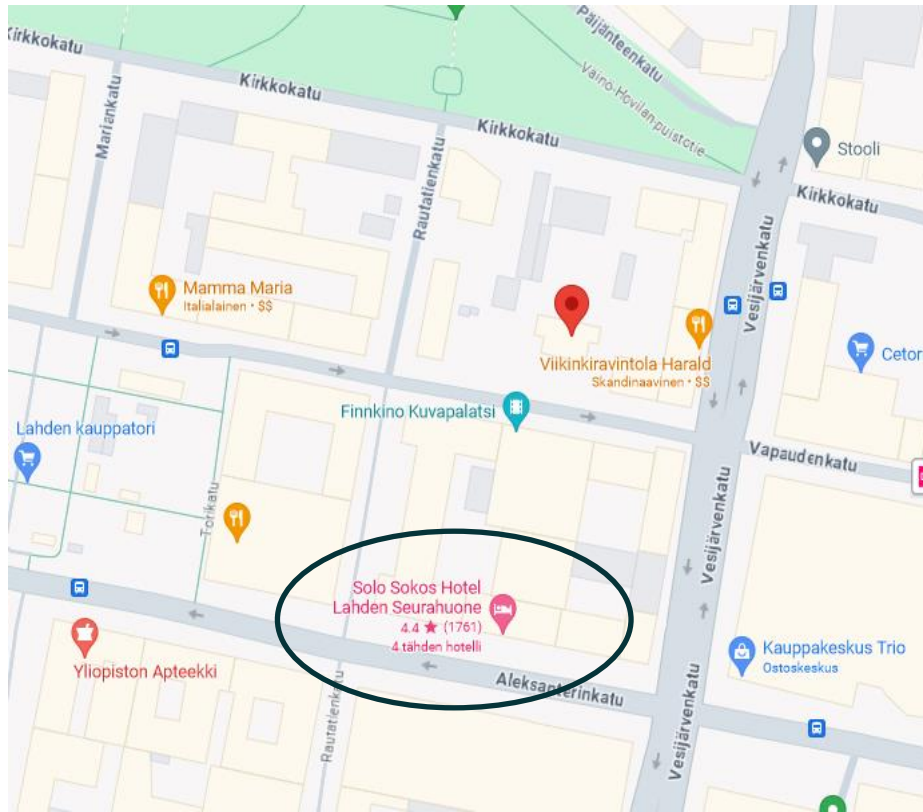 Kirkkokatu
Kirkkokatu
Kirkkokatu
Kirkkokatu
Päijänteenkatu
Vaino-Hovilan-puistotie
Mariankatu
Rautatienkatu
Stooli
Vesijärvenkatu
Mamma Maria
Italialainen · $$
Viikinkiravintola Harald
Skandinaavinen · $$
Cetor
Finnkino Kuvapalatsi
Lahden kauppatori
Torikatu
Vapaudenkatu
Vesijärvenkatu
Solo Sokos Hotel
Lahden Seurahuone
4.4 ★ (1761)
4 tähden hotelli
Yliopiston Apteekki
Aleksanterinkatu
Kauppakeskus Trio
Ostoskeskus
Rautatienkatu
Vesijärvenkatu